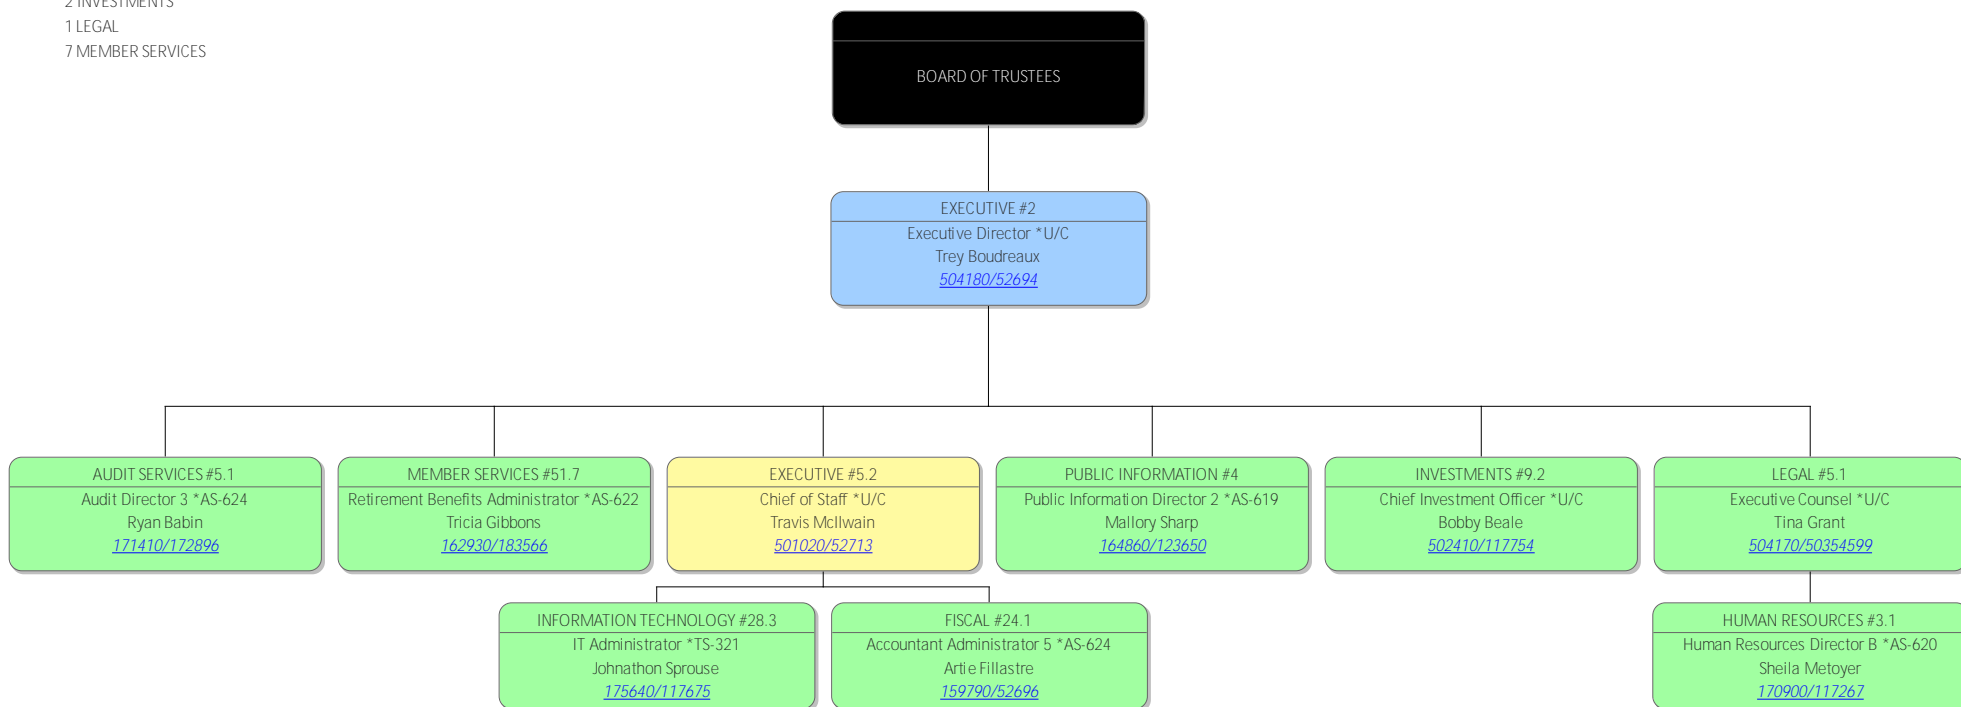 2 INVESTMENTS
1 LEGAL
7 MEMBER SERVICES
BOARD OF TRUSTEES
EXECUTIVE #2
Executive Director *U/C
Trey Boudreaux
504180/52694
AUDIT SERVICES #5.1
Audit Director 3 *AS-624
Ryan Babin
171410/172896
MEMBER SERVICES #51.7
Retirement Benefits Administrator *AS-622
Tricia Gibbons
162930/183566
EXECUTIVE #5.2
Chief of Staff *U/C
Travis McIlwain
501020/52713
PUBLIC INFORMATION #4
Public Information Director 2 *AS-619
Mallory Sharp
164860/123650
INVESTMENTS #9.2
Chief Investment Officer *U/C
Bobby Beale
502410/117754
LEGAL #5.1
Executive Counsel *U/C
Tina Grant
504170/50354599
INFORMATION TECHNOLOGY #28.3
IT Administrator *TS-321
Johnathon Sprouse
175640/117675
FISCAL #24.1
Accountant Administrator 5 *AS-624
Artie Fillastre
159790/52696
HUMAN RESOURCES #3.1
Human Resources Director B *AS-620
Sheila Metoyer
170900/117267